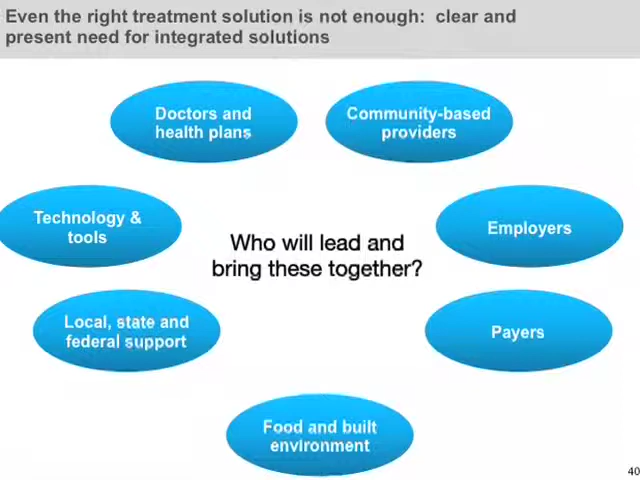 Even the right treatment solution is not enough:  clear and
present need for integrated solutions
Doctors and
health plans
Community-based
providers
Technology &
tools
Employers
Who will lead and
bring these together?
Local, state and
federal support
Payers
Food and built
environment
40